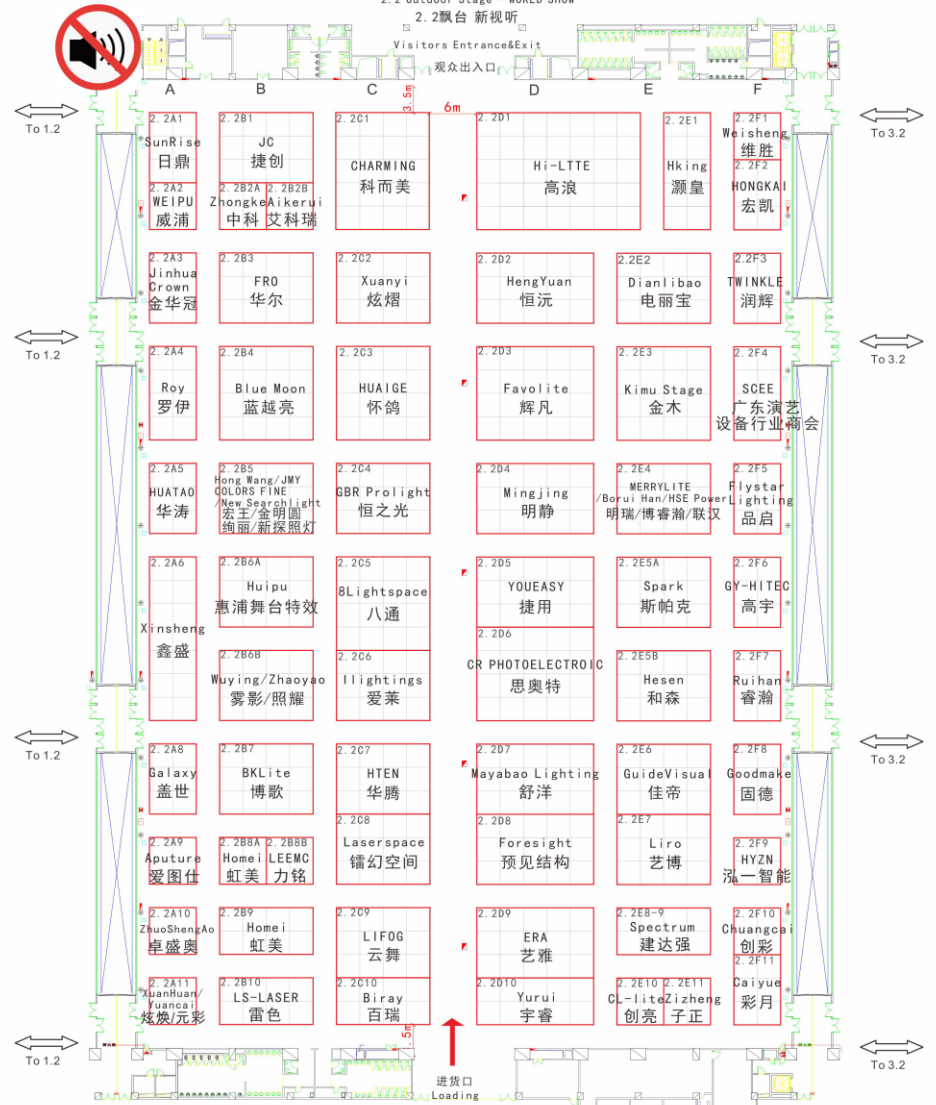 2.2 Outdoor Stage - WORLD SHOW
2.2飘台 新视听
Visitors Entrance&Exit
观众出入口
A
B
C
D
E
F
3.5m
6m
To 1.2
To 3.2
2.2A1
SunRise
日鼎
2.2B1
JC
捷创
2.2C1
CHARMING
科而美
2.2D1
Hi-LTTE
高浪
2.2E1
Hking
灏皇
2.2F1
Weisheng
维胜
2.2A2
WEIPU
威浦
2.2B2A
Zhongke
中科
2.2B2B
Aikerui
艾科瑞
2.2F2
HONGKAI
宏凯
2.2A3
Jinhua
Crown
金华冠
2.2B3
FRO
华尔
2.2C2
Xuanyi
炫熠
2.2D2
HengYuan
恒沅
2.2E2
Dianlibao
电丽宝
2.2F3
TWINKLE
润辉
To 1.2
To 3.2
2.2A4
Roy
罗伊
2.2B4
Blue Moon
蓝越亮
2.2C3
HUAIGE
怀鸽
2.2D3
Favolite
辉凡
2.2E3
Kimu Stage
金木
2.2F4
SCEE
广东演艺
设备行业商会
2.2A5
HUATAO
华涛
2.2B5
Hong Wang/JMY
COLORS FINE
/New Searchlight
宏王/金明圆
绚丽/新探照灯
2.2C4
GBR Prolight
恒之光
2.2D4
Mingjing
明静
2.2E4
MERRYLITE
/Borui Han/HSE Power
明瑞/博睿瀚/联汉
2.2F5
Flystar
Lighting
品启
2.2A6
Xinsheng
鑫盛
2.2B6A
Huipu
惠浦舞台特效
2.2C5
8Lightspace
八通
2.2D5
YOUEASY
捷用
2.2E5A
Spark
斯帕克
2.2F6
GY-HITEC
高宇
2.2B6B
Wuying/Zhaoyao
雾影/照耀
2.2C6
Ilightings
爱莱
2.2D6
CR PHOTOELECTROIC
思奥特
2.2E5B
Hesen
和森
2.2F7
Ruihan
睿瀚
To 1.2
To 3.2
2.2A8
Galaxy
盖世
2.2B7
BKLite
博歌
2.2C7
HTEN
华腾
2.2D7
Mayabao Lighting
舒洋
2.2E6
GuideVisual
佳帝
2.2F8
Goodmake
固德
2.2A9
Aputure
爱图仕
2.2B8A
Homei
虹美
2.2B8B
LEEMC
力铭
2.2C8
Laserspace
镭幻空间
2.2D8
Foresight
预见结构
2.2E7
Liro
艺博
2.2F9
HYZN
泓一智能
2.2A10
ZhuoShengAo
卓盛奥
2.2B9
Homei
虹美
2.2C9
LIFOG
云舞
2.2D9
ERA
艺雅
2.2E8-9
Spectrum
建达强
2.2F10
Chuangcai
创彩
2.2A11
XuanHuan/
Yuancai
炫焕/元彩
2.2B10
LS-LASER
雷色
2.2C10
Biray
百瑞
2.2D10
Yurui
宇睿
2.2E10
CL-lite
创亮
2.2E11
Zizheng
子正
2.2F11
Caiyue
彩月
To 1.2
To 3.2
进货口
Loading